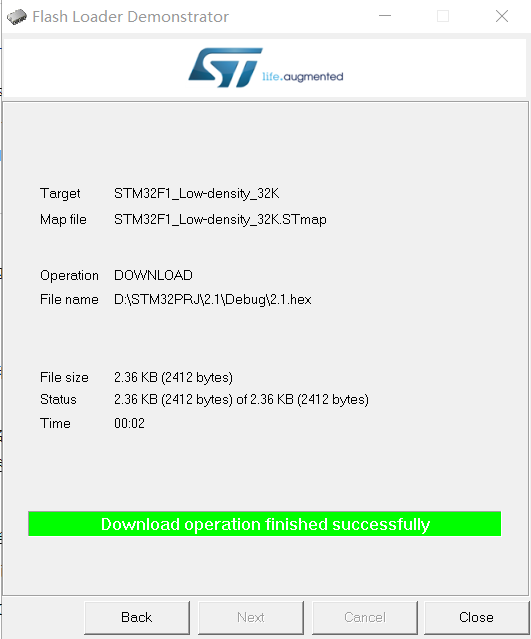 Flash Loader Demonstrator
life.augmented
Target STM32F1_Low-density_32K
Map file STM32F1_Low-density_32K.STmap
Operation DOWNLOAD
File name D:\STM32PRJ\2.1\Debug\2.1.hex
File size 2.36 KB (2412 bytes)
Status 2.36 KB (2412 bytes) of 2.36 KB (2412 bytes)
Time 00:02
Download operation finished successfully
Back Next Cancel Close